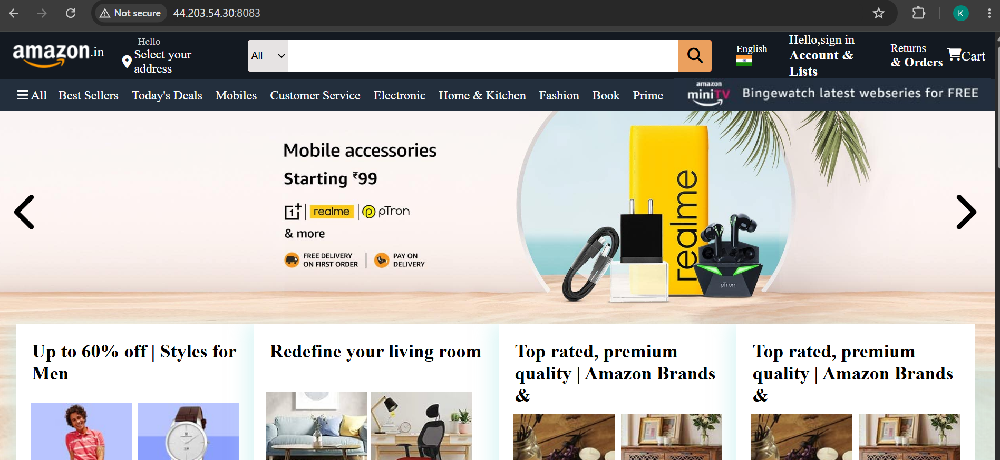 Not secure 44.203.54.30:8083
K
amazon.in
Hello
Select your
address
All
English
Hello,sign in
Account &
Lists
Returns
& Orders
Cart
All Best Sellers Today's Deals Mobiles Customer Service Electronic Home & Kitchen Fashion Book Prime
amazon
miniTV
Bingewatch latest webseries for FREE
Mobile accessories
Starting ₹99
1+ | realme | pTron
& more
FREE DELIVERY
ON FIRST ORDER
PAY ON
DELIVERY
realme
pTron
Up to 60% off | Styles for
Men
Redefine your living room
Top rated, premium
quality | Amazon Brands
&
Top rated, premium
quality | Amazon Brands
&